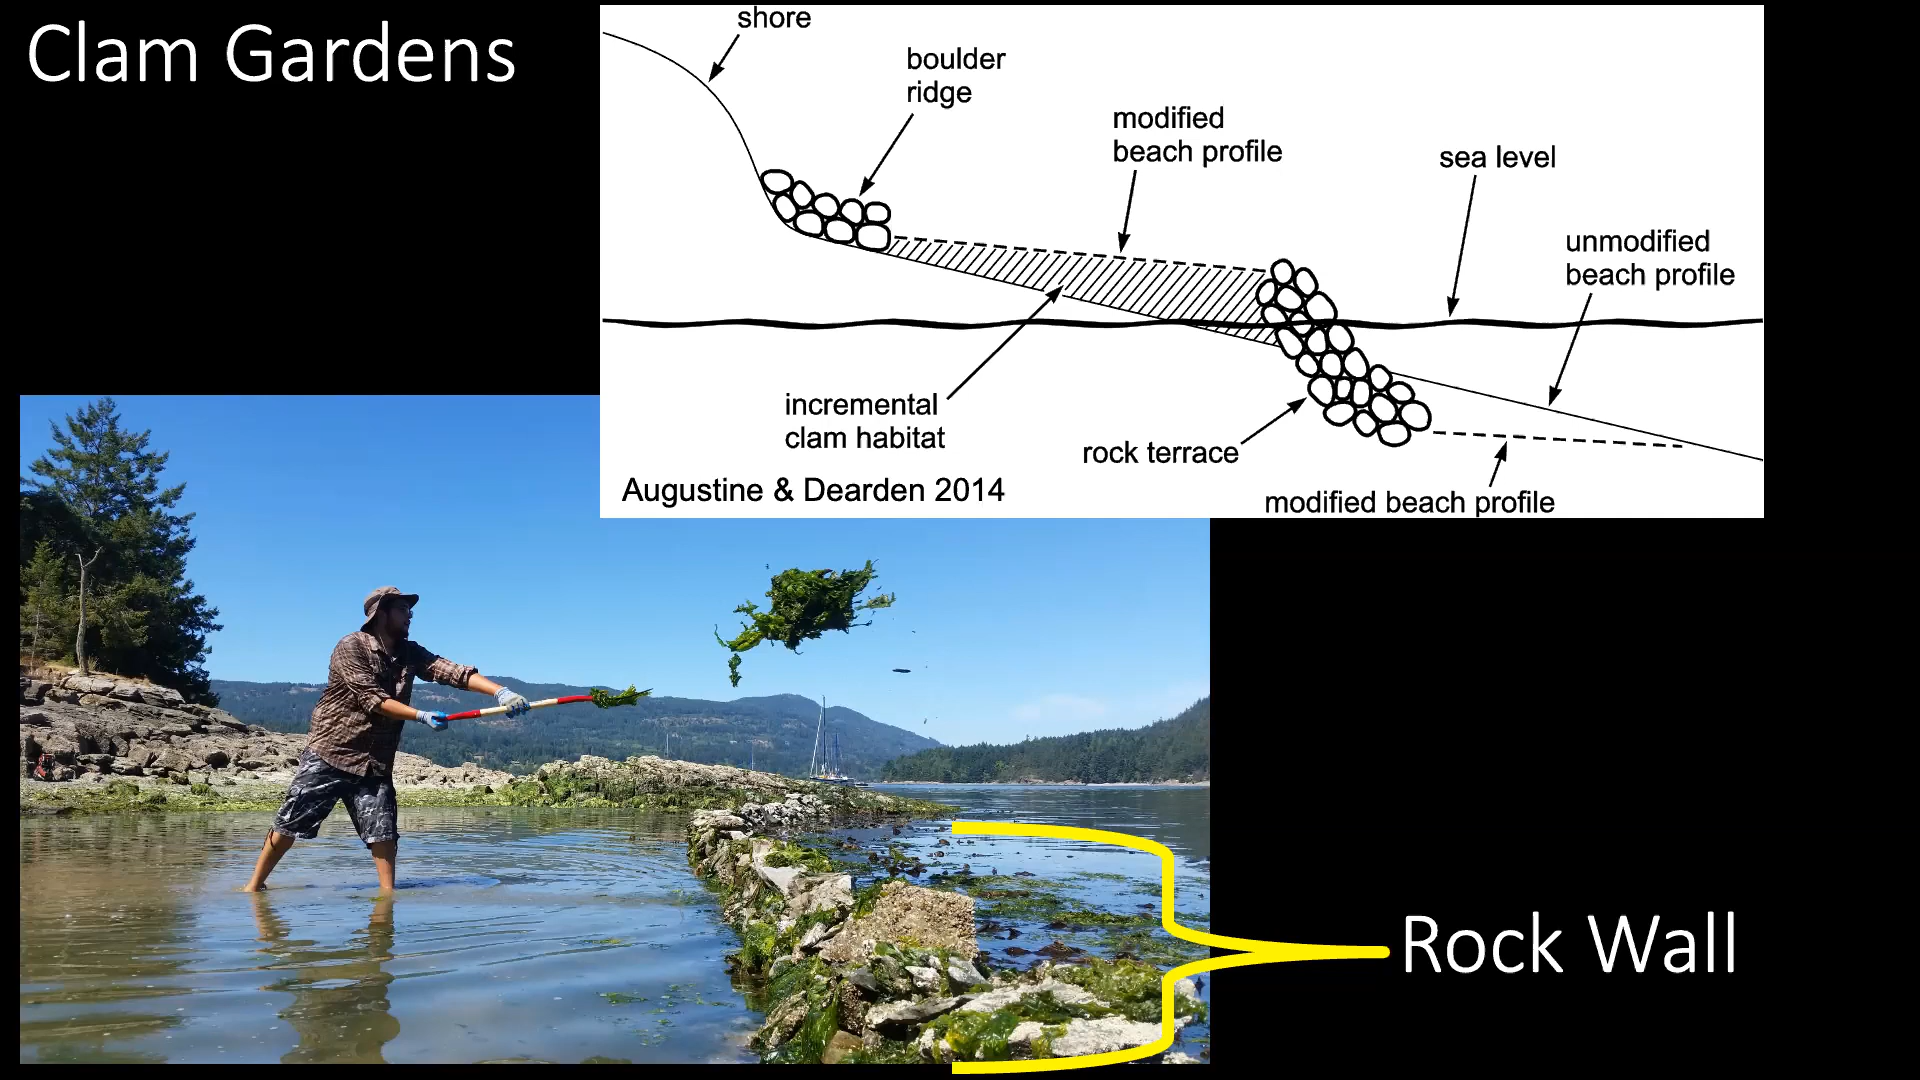 Clam Gardens
shore
boulder
ridge
modified
beach profile
sea level
unmodified
beach profile
incremental
clam habitat
rock terrace
modified beach profile
Augustine & Dearden 2014
Rock Wall